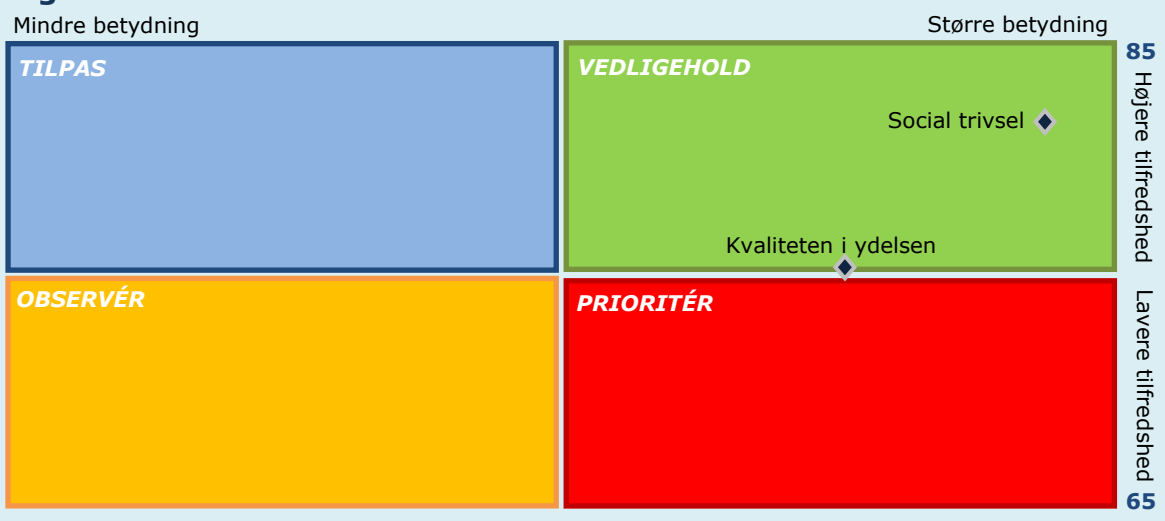 Mindre betydning
Større betydning
TILPAS
VEDLIGEHOLD
85
Højere tilfredshed
Social trivsel
Kvaliteten i ydelsen
OBSERVÉR
PRIORITÉR
Lavere tilfredshed
65